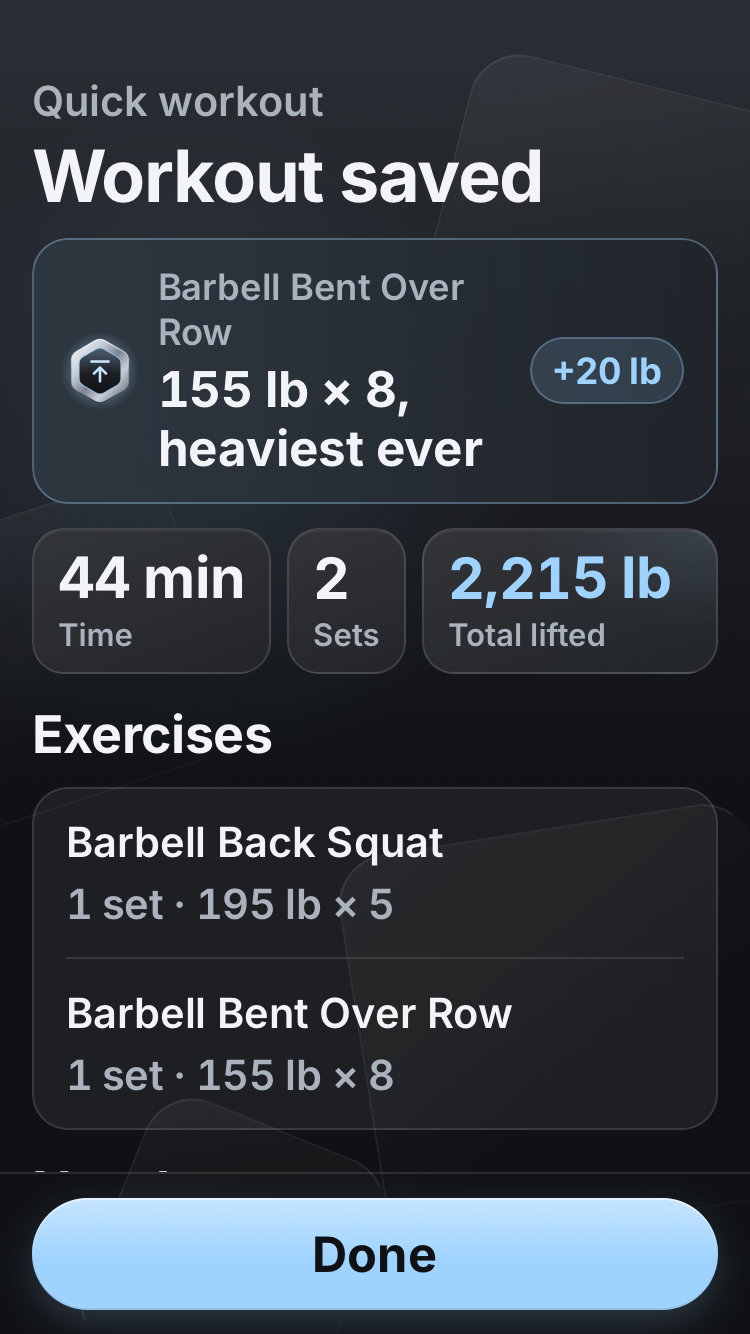 Quick workout
Workout saved
Barbell Bent Over
Row
155 lb × 8,
heaviest ever
+20 lb
44 min
Time
2
Sets
2,215 lb
Total lifted
Exercises
Barbell Back Squat
1 set · 195 lb × 5
Barbell Bent Over Row
1 set · 155 lb × 8
Done